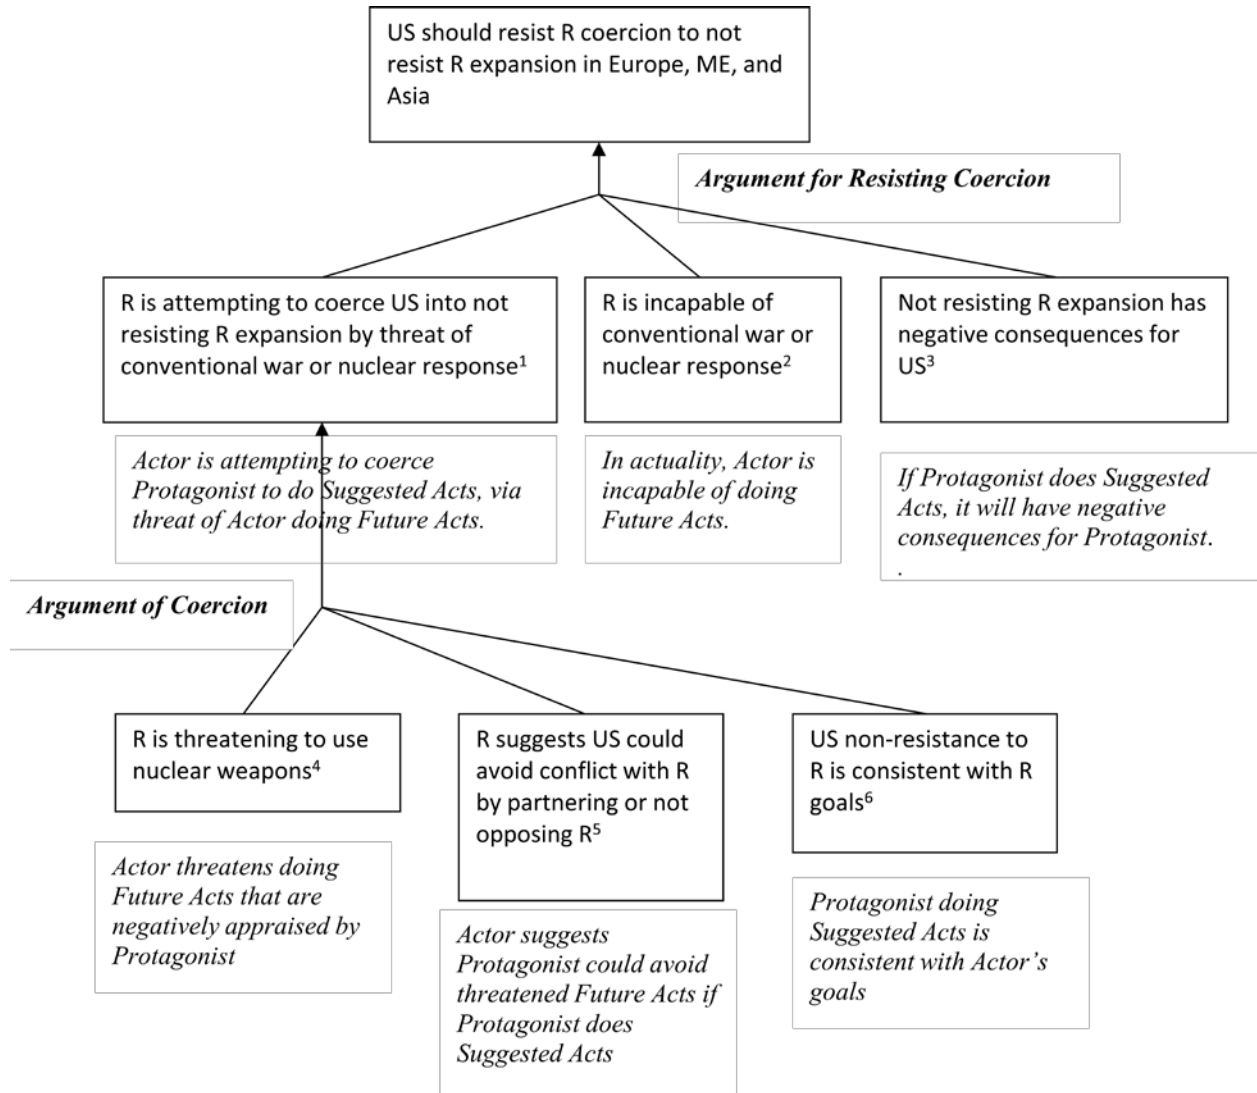 US should resist R coercion to not
resist R expansion in Europe, ME, and
Asia
Argument for Resisting Coercion
R is attempting to coerce US into not
resisting R expansion by threat of
conventional war or nuclear response¹
R is incapable of
conventional war or
nuclear response²
Not resisting R expansion has
negative consequences for
US³
Actor is attempting to coerce
Protagonist to do Suggested Acts, via
threat of Actor doing Future Acts.
In actuality, Actor is
incapable of doing
Future Acts.
If Protagonist does Suggested
Acts, it will have negative
consequences for Protagonist.
.
Argument of Coercion
R is threatening to use
nuclear weapons⁴
R suggests US could
avoid conflict with R
by partnering or not
opposing R⁵
US non-resistance to
R is consistent with R
goals⁶
Actor threatens doing
Future Acts that are
negatively appraised by
Protagonist
Actor suggests
Protagonist could avoid
threatened Future Acts if
Protagonist does
Suggested Acts
Protagonist doing
Suggested Acts is
consistent with Actor’s
goals